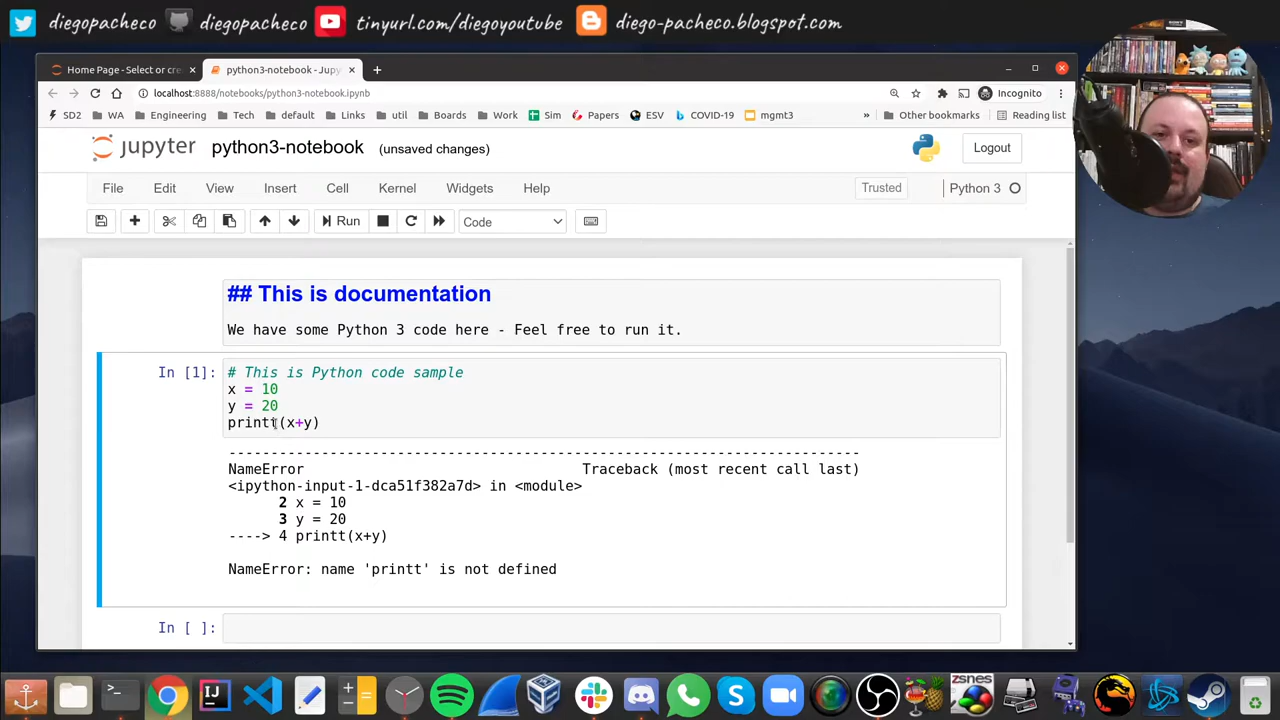 diegopacheco diegopacheco tinyurl.com/diegoyoutube diego-pacheco.blogspot.com
Home Page - Select or cre python3-notebook - Jupy
localhost:8888/notebooks/python3-notebook.ipynb Incognito
SD2 WA Engineering Tech default Links util Boards Work Sim Papers ESV COVID-19 mgmt3 » Other bookmarks Reading list
jupyter python3-notebook (unsaved changes) Logout
File Edit View Insert Cell Kernel Widgets Help Trusted Python 3
Run Code
## This is documentation
We have some Python 3 code here - Feel free to run it.
In [1]: # This is Python code sample
x = 10
y = 20
printt(x+y)
---------------------------------------------------------------------------
NameError Traceback (most recent call last)
<ipython-input-1-dca51f382a7d> in <module>
2 x = 10
3 y = 20
----> 4 printt(x+y)
NameError: name 'printt' is not defined
In [ ]:
zsnes